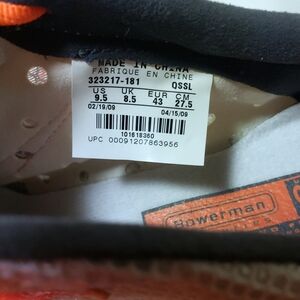 MADE IN CHINA
FABRIQUE EN CHINE
323217-181 QSSL
US UK EUR CM
9.5 8.5 43 27.5
02/19/09 04/15/09
101618360
UPC 00091207863956
Bowerman